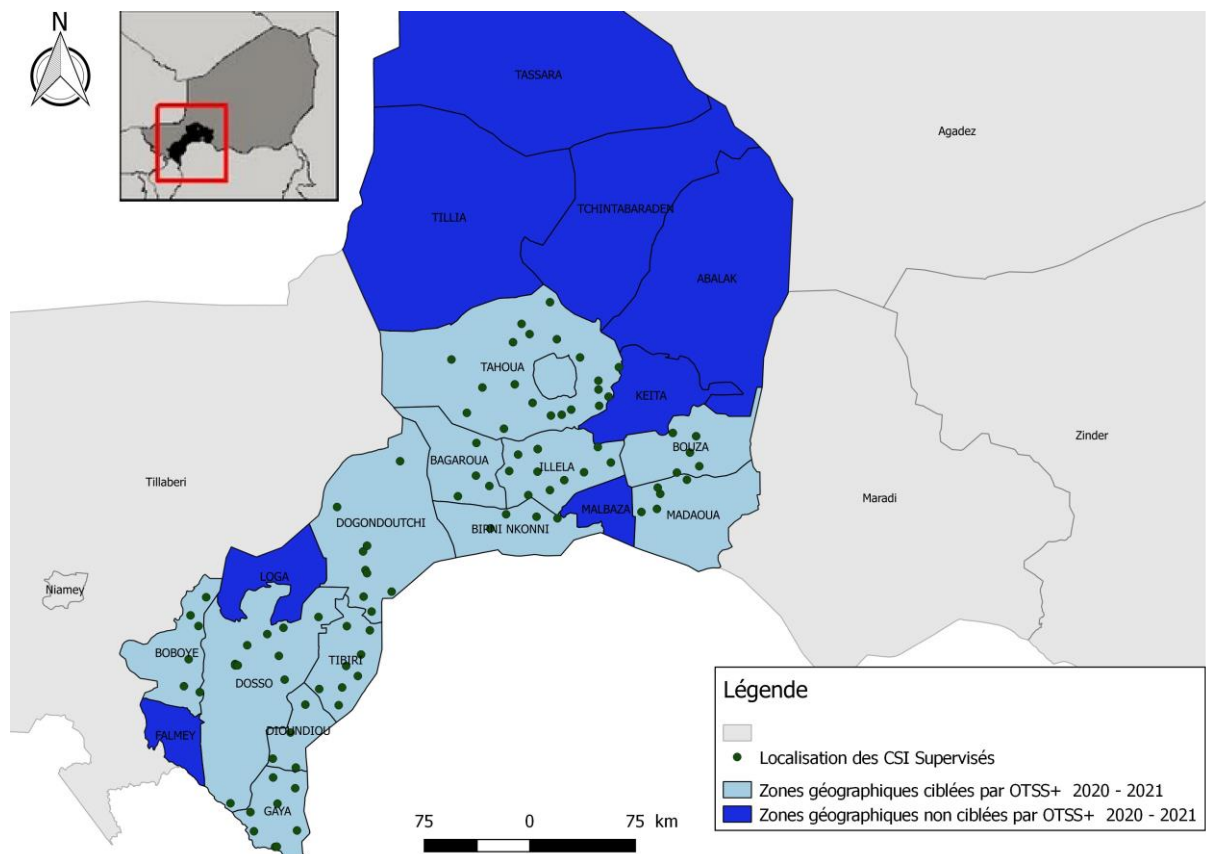 N
TASSARA
Agadez
TILLIA
TCHINTABARADEN
ABALAK
TAHOUA
KEITA
Zinder
BOUZA
BAGAROUA
ILLELA
Tillaberi
Maradi
MALBAZA
MADAOUA
DOGONDOUTCHI
BIRNI NKONNI
LOGA
Niamey
BOBOYE
TIBIRI
DOSSO
DIOUNDIOU
FALMEY
GAYA
Légende
Localisation des CSI Supervisés
Zones géographiques ciblées par OTSS+ 2020 - 2021
Zones géographiques non ciblées par OTSS+ 2020 - 2021
75 0 75 km